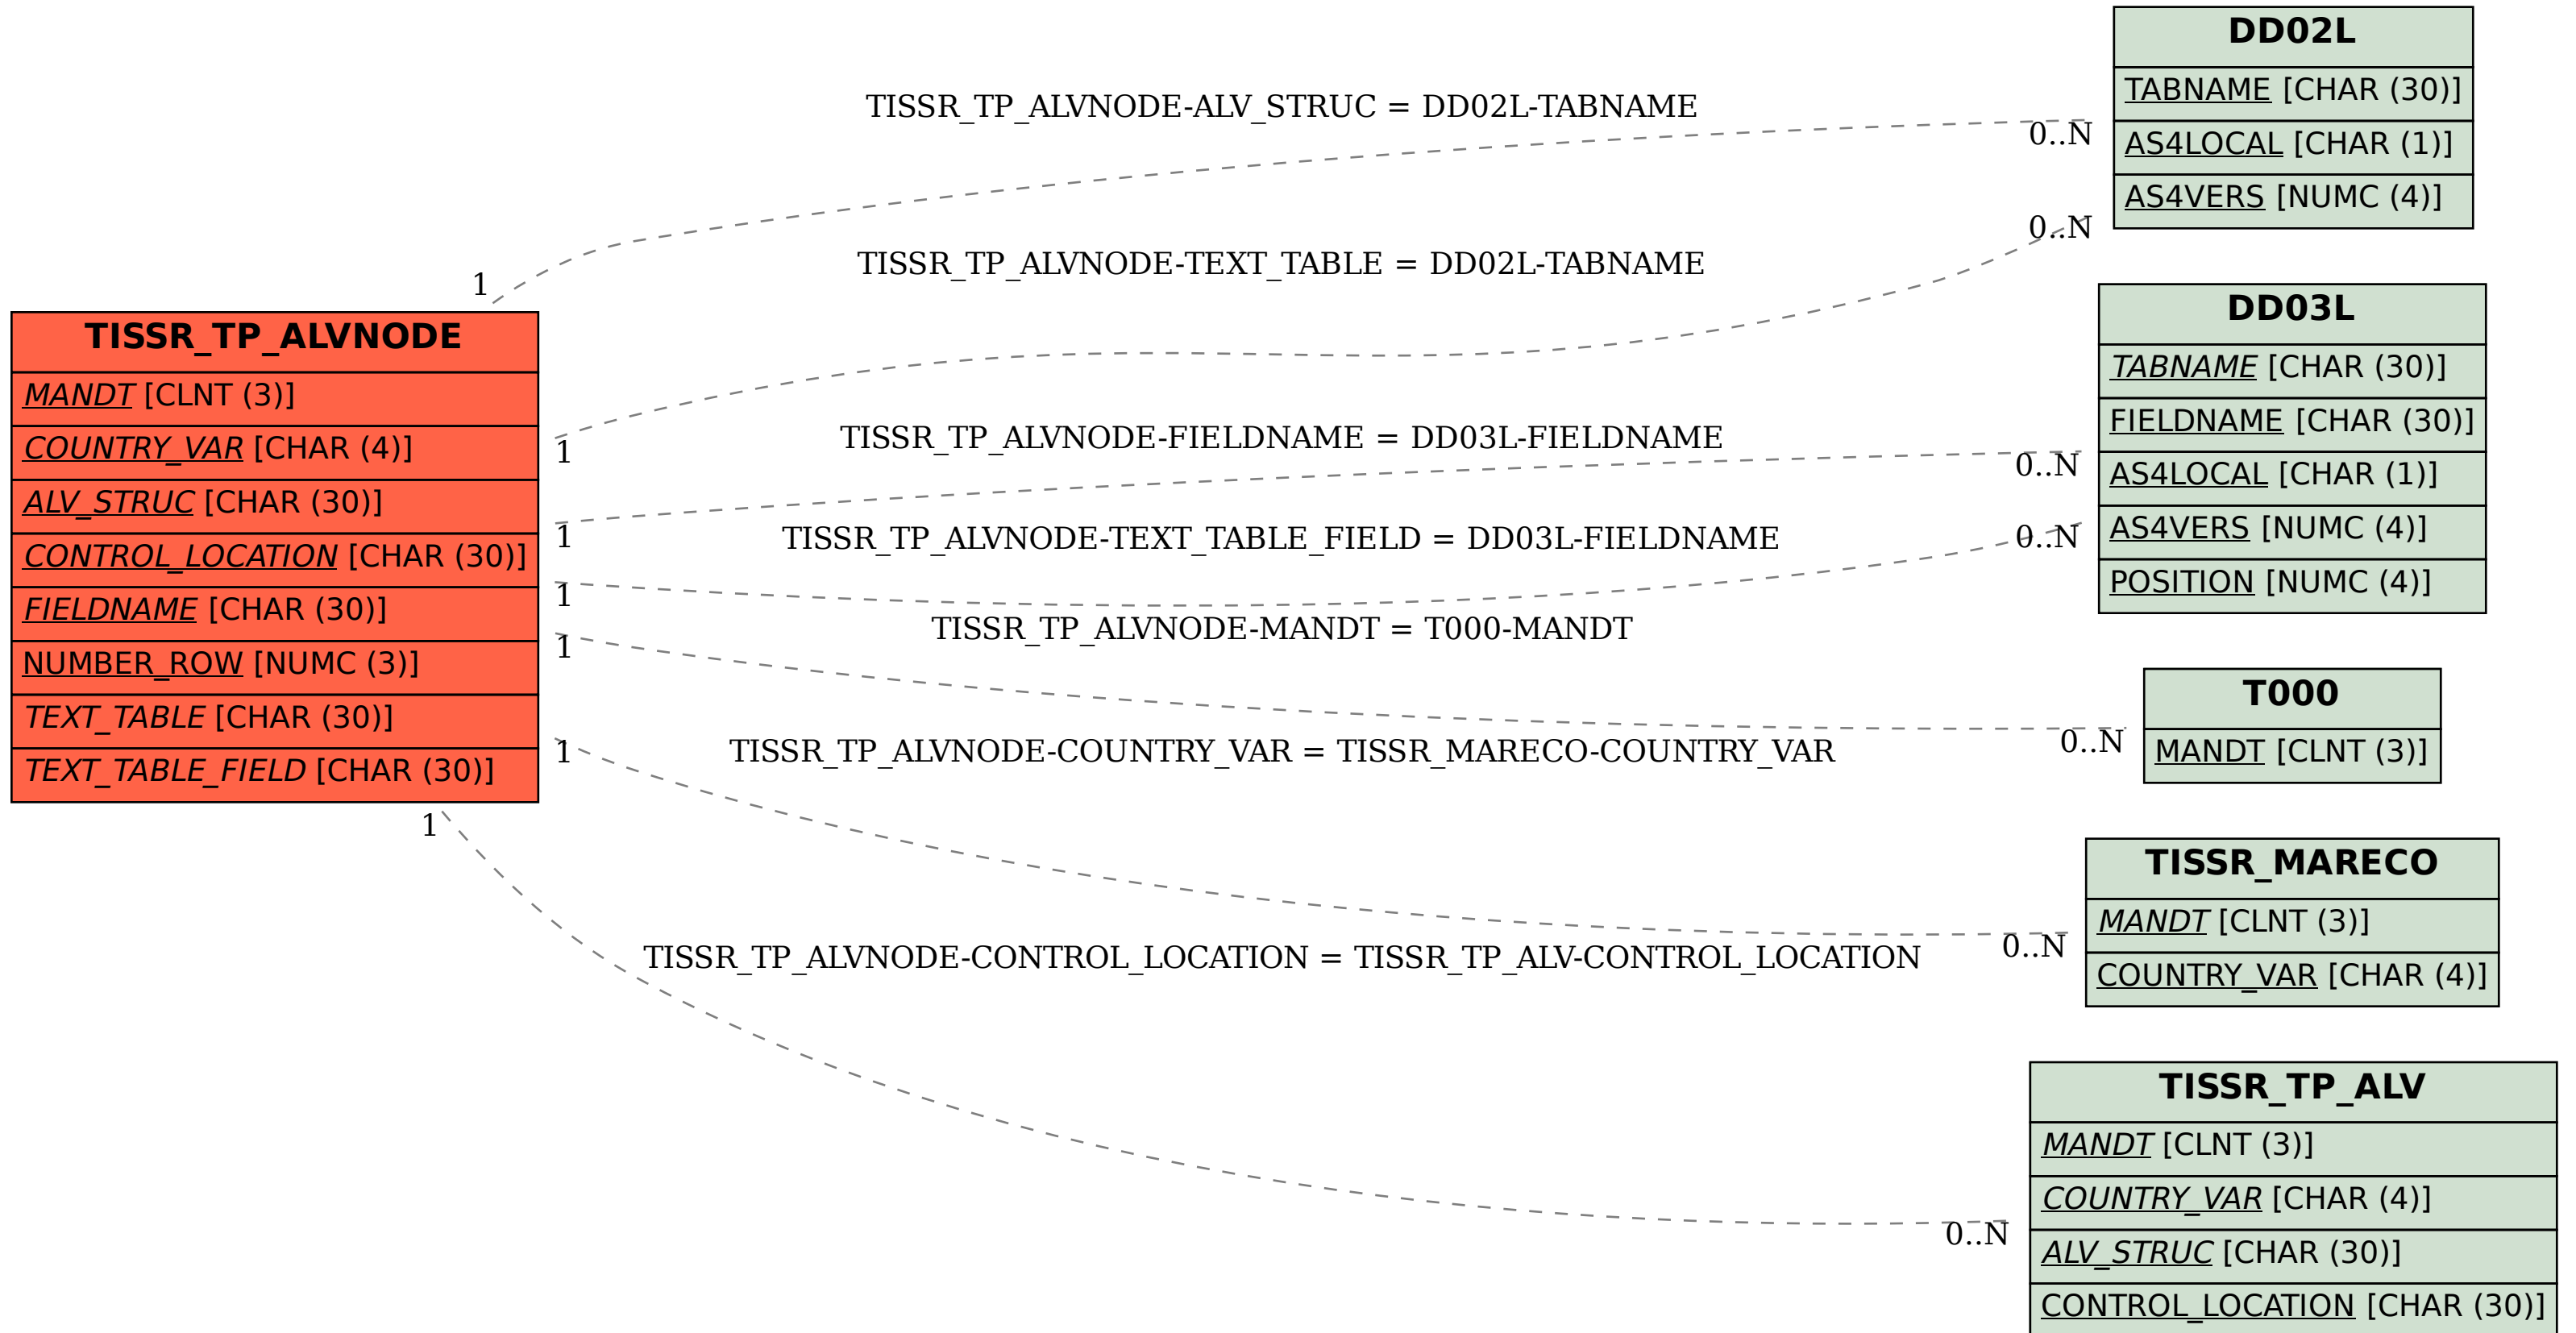 TISSR_TP_ALVNODE
MANDT [CLNT (3)]
COUNTRY_VAR [CHAR (4)]
ALV_STRUC [CHAR (30)]
CONTROL_LOCATION [CHAR (30)]
FIELDNAME [CHAR (30)]
NUMBER_ROW [NUMC (3)]
TEXT_TABLE [CHAR (30)]
TEXT_TABLE_FIELD [CHAR (30)]
TISSR_TP_ALVNODE-ALV_STRUC = DD02L-TABNAME
1
0..N
TISSR_TP_ALVNODE-TEXT_TABLE = DD02L-TABNAME
1
0..N
TISSR_TP_ALVNODE-FIELDNAME = DD03L-FIELDNAME
1
0..N
TISSR_TP_ALVNODE-TEXT_TABLE_FIELD = DD03L-FIELDNAME
1
0..N
TISSR_TP_ALVNODE-MANDT = T000-MANDT
1
0..N
TISSR_TP_ALVNODE-COUNTRY_VAR = TISSR_MARECO-COUNTRY_VAR
1
0..N
TISSR_TP_ALVNODE-CONTROL_LOCATION = TISSR_TP_ALV-CONTROL_LOCATION
1
0..N
DD02L
TABNAME [CHAR (30)]
AS4LOCAL [CHAR (1)]
AS4VERS [NUMC (4)]
DD03L
TABNAME [CHAR (30)]
FIELDNAME [CHAR (30)]
AS4LOCAL [CHAR (1)]
AS4VERS [NUMC (4)]
POSITION [NUMC (4)]
T000
MANDT [CLNT (3)]
TISSR_MARECO
MANDT [CLNT (3)]
COUNTRY_VAR [CHAR (4)]
TISSR_TP_ALV
MANDT [CLNT (3)]
COUNTRY_VAR [CHAR (4)]
ALV_STRUC [CHAR (30)]
CONTROL_LOCATION [CHAR (30)]